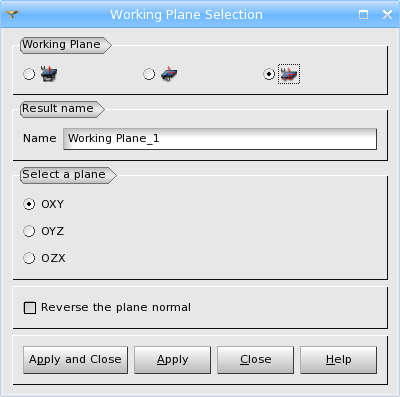 Working Plane Selection
Working Plane
Result name
Name Working Plane_1
Select a plane
OXY
OYZ
OZX
Reverse the plane normal
Apply and Close Apply Close Help